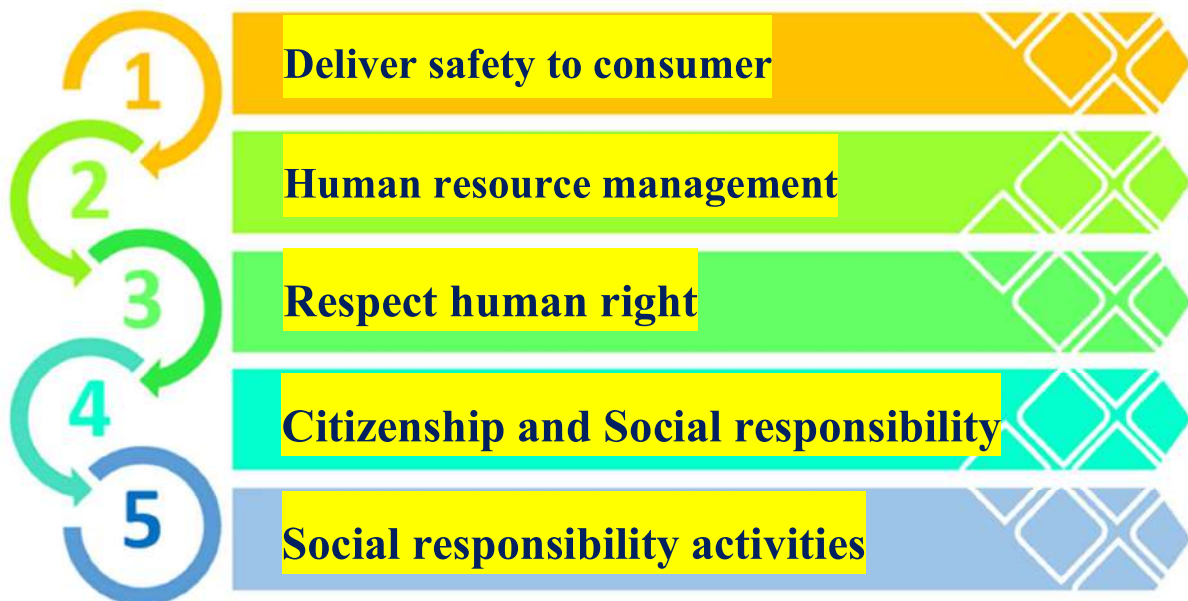 1
Deliver safety to consumer
2
Human resource management
3
Respect human right
4
Citizenship and Social responsibility
5
Social responsibility activities